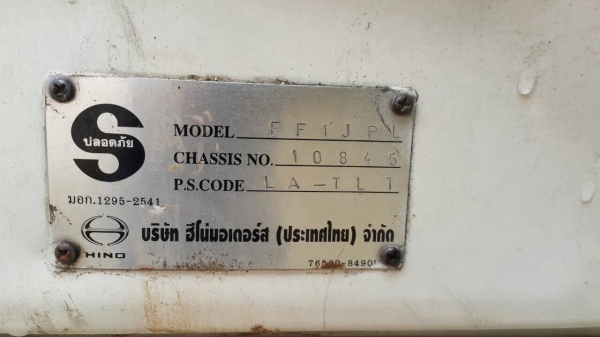 S
ปลอดภัย
มอก.1295-2541
MODEL FF1JPL
CHASSIS NO. 10845
P.S.CODE LA-TLT
HINO
บริษัท ฮีโน่มอเตอร์ส (ประเทศไทย) จำกัด